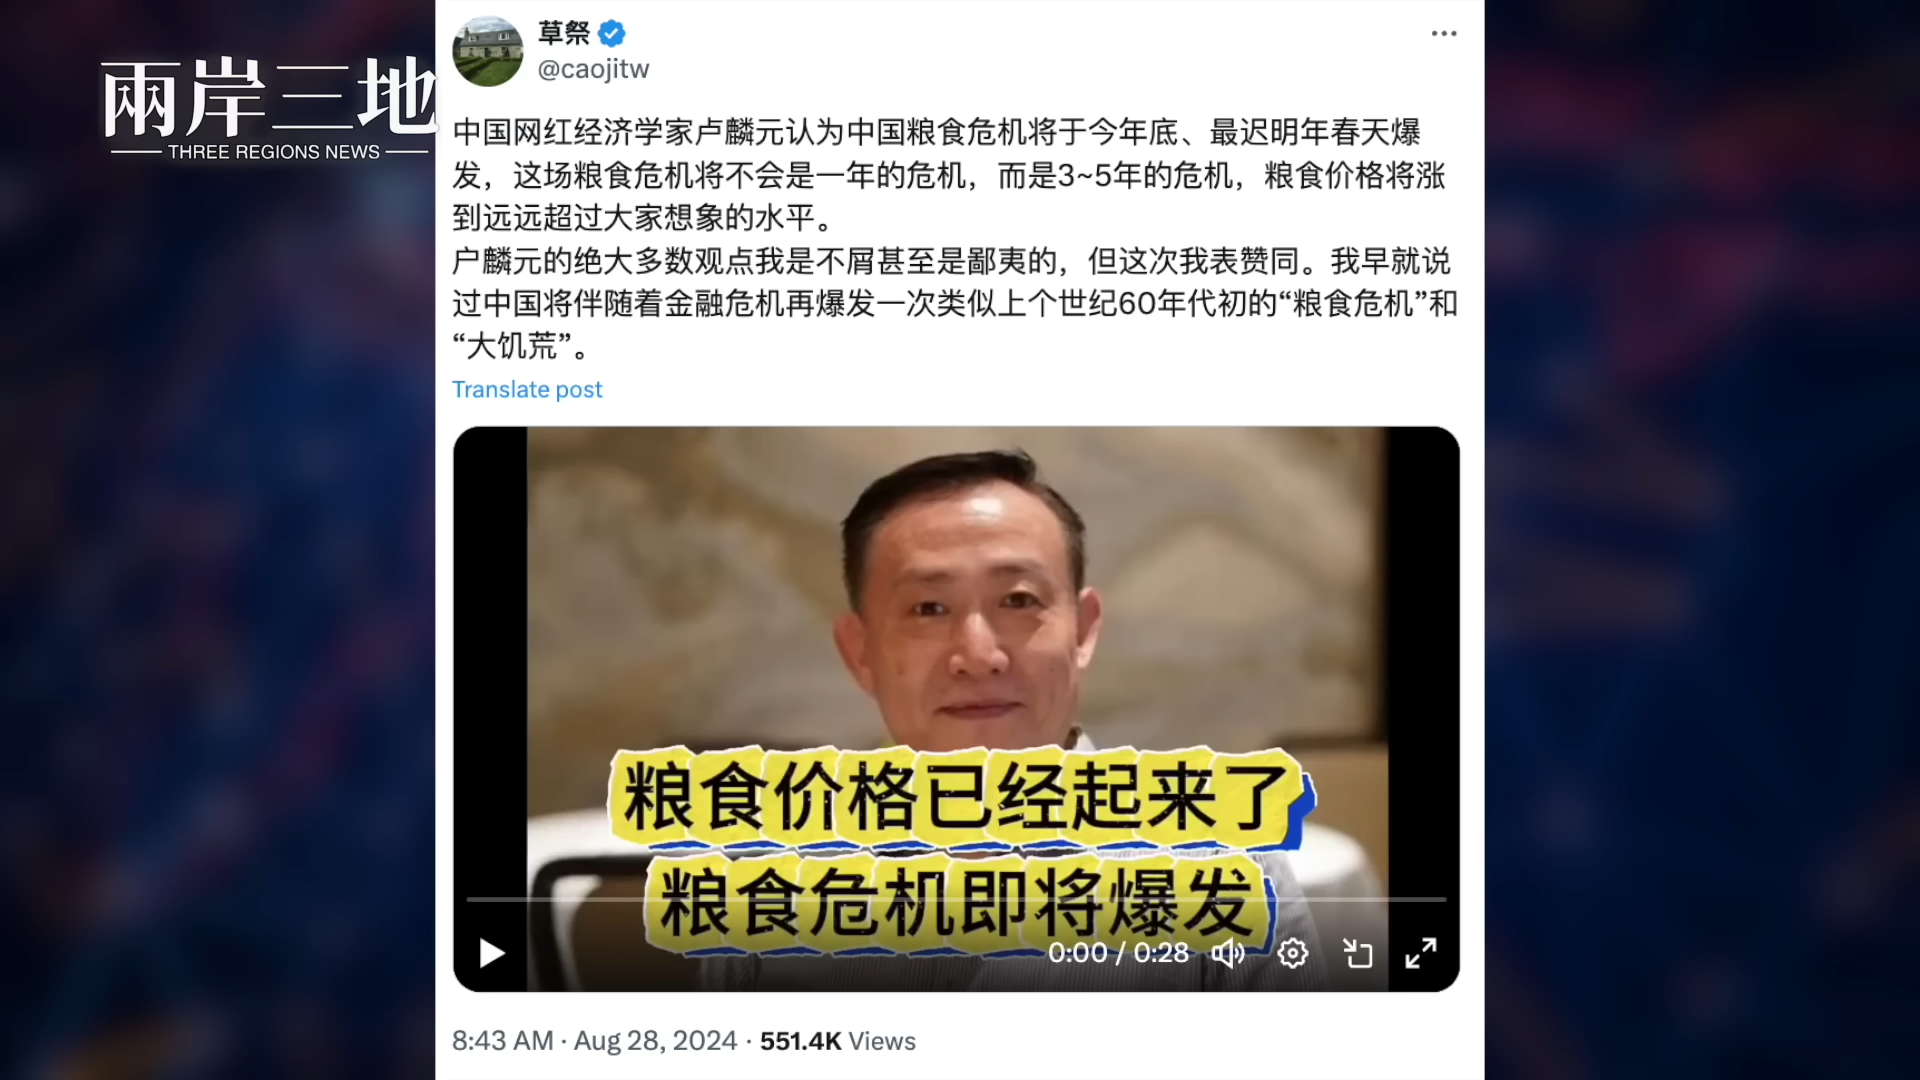 兩岸三地
THREE REGIONS NEWS
草祭
@caojitw
中国网红经济学家卢麟元认为中国粮食危机将于今年底、最迟明年春天爆
发，这场粮食危机将不会是一年的危机，而是3~5年的危机，粮食价格将涨
到远远超过大家想象的水平。
户麟元的绝大多数观点我是不屑甚至是鄙夷的，但这次我表赞同。我早就说
过中国将伴随着金融危机再爆发一次类似上个世纪60年代初的“粮食危机”和
“大饥荒”。
Translate post
粮食价格已经起来了
粮食危机即将爆发
0:00 / 0:28
8:43 AM · Aug 28, 2024 · 551.4K Views